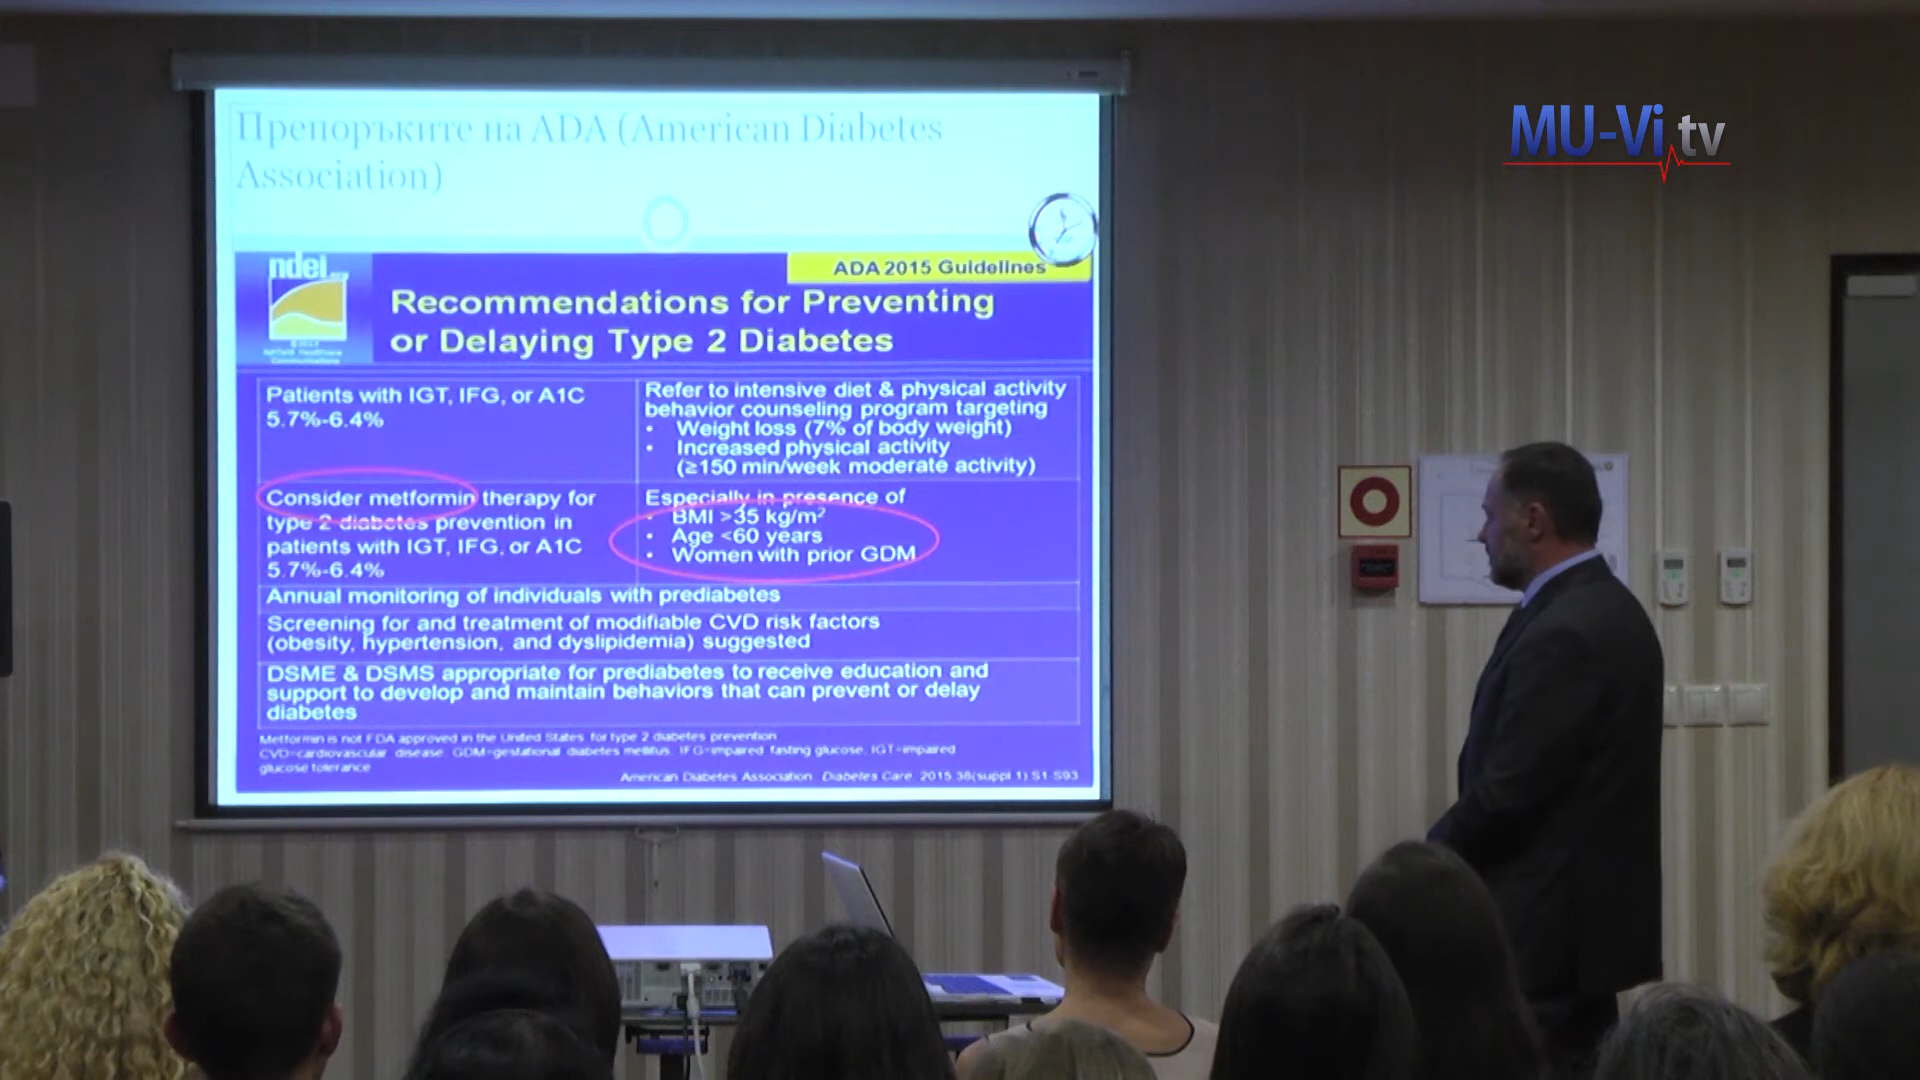 MU-Vi.tv
Препоръките на ADA (American Diabetes
Association)
ndei.org
ADA 2015 Guidelines
Recommendations for Preventing
or Delaying Type 2 Diabetes
©2015
Communications
Patients with IGT, IFG, or A1C
5.7%-6.4%
Refer to intensive diet & physical activity
behavior counseling program targeting
• Weight loss (7% of body weight)
• Increased physical activity
(≥150 min/week moderate activity)
Consider metformin therapy for
type 2 diabetes prevention in
patients with IGT, IFG, or A1C
5.7%-6.4%
Especially in presence of
• BMI >35 kg/m²
• Age <60 years
• Women with prior GDM
Annual monitoring of individuals with prediabetes
Screening for and treatment of modifiable CVD risk factors
(obesity, hypertension, and dyslipidemia) suggested
DSME & DSMS appropriate for prediabetes to receive education and
support to develop and maintain behaviors that can prevent or delay
diabetes
Metformin is not FDA approved in the United States for type 2 diabetes prevention
CVD=cardiovascular disease, GDM=gestational diabetes mellitus, IFG=impaired fasting glucose, IGT=impaired
glucose tolerance
American Diabetes Association Diabetes Care. 2015;38(suppl 1):S1-S93